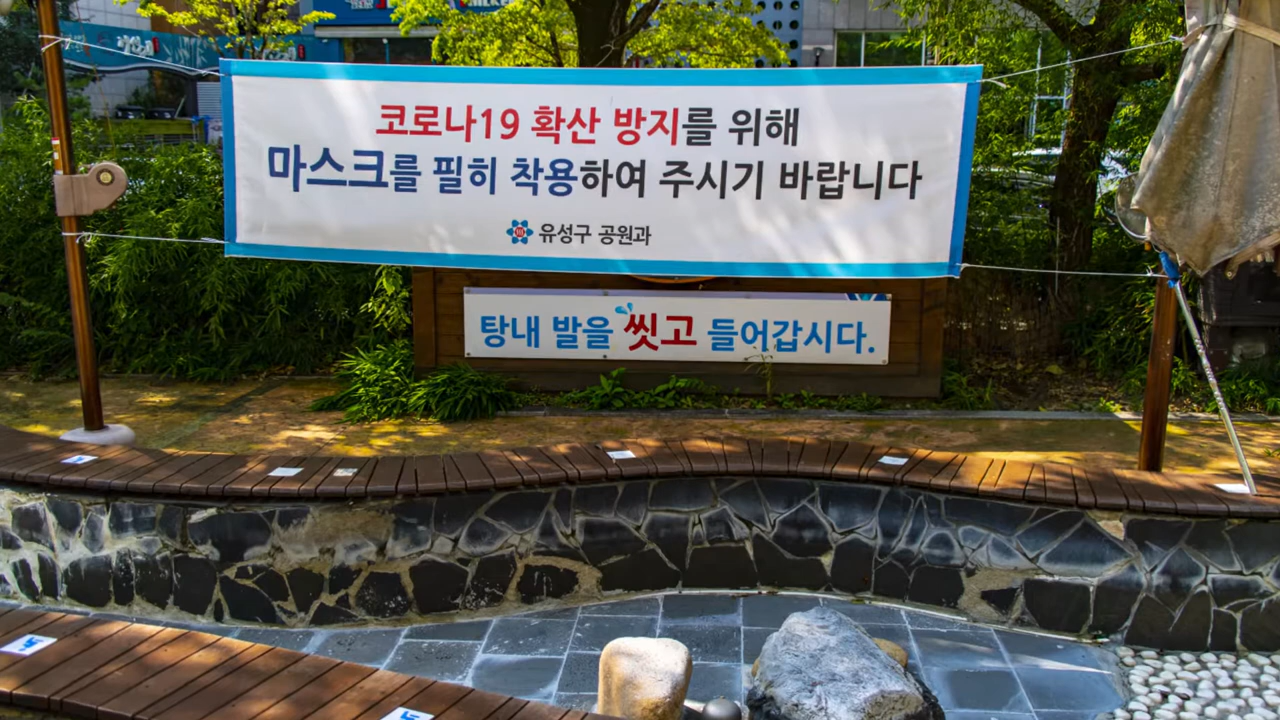 코로나19 확산 방지를 위해
마스크를 필히 착용하여 주시기 바랍니다
유성구 공원과
탕내 발을 씻고 들어갑시다.